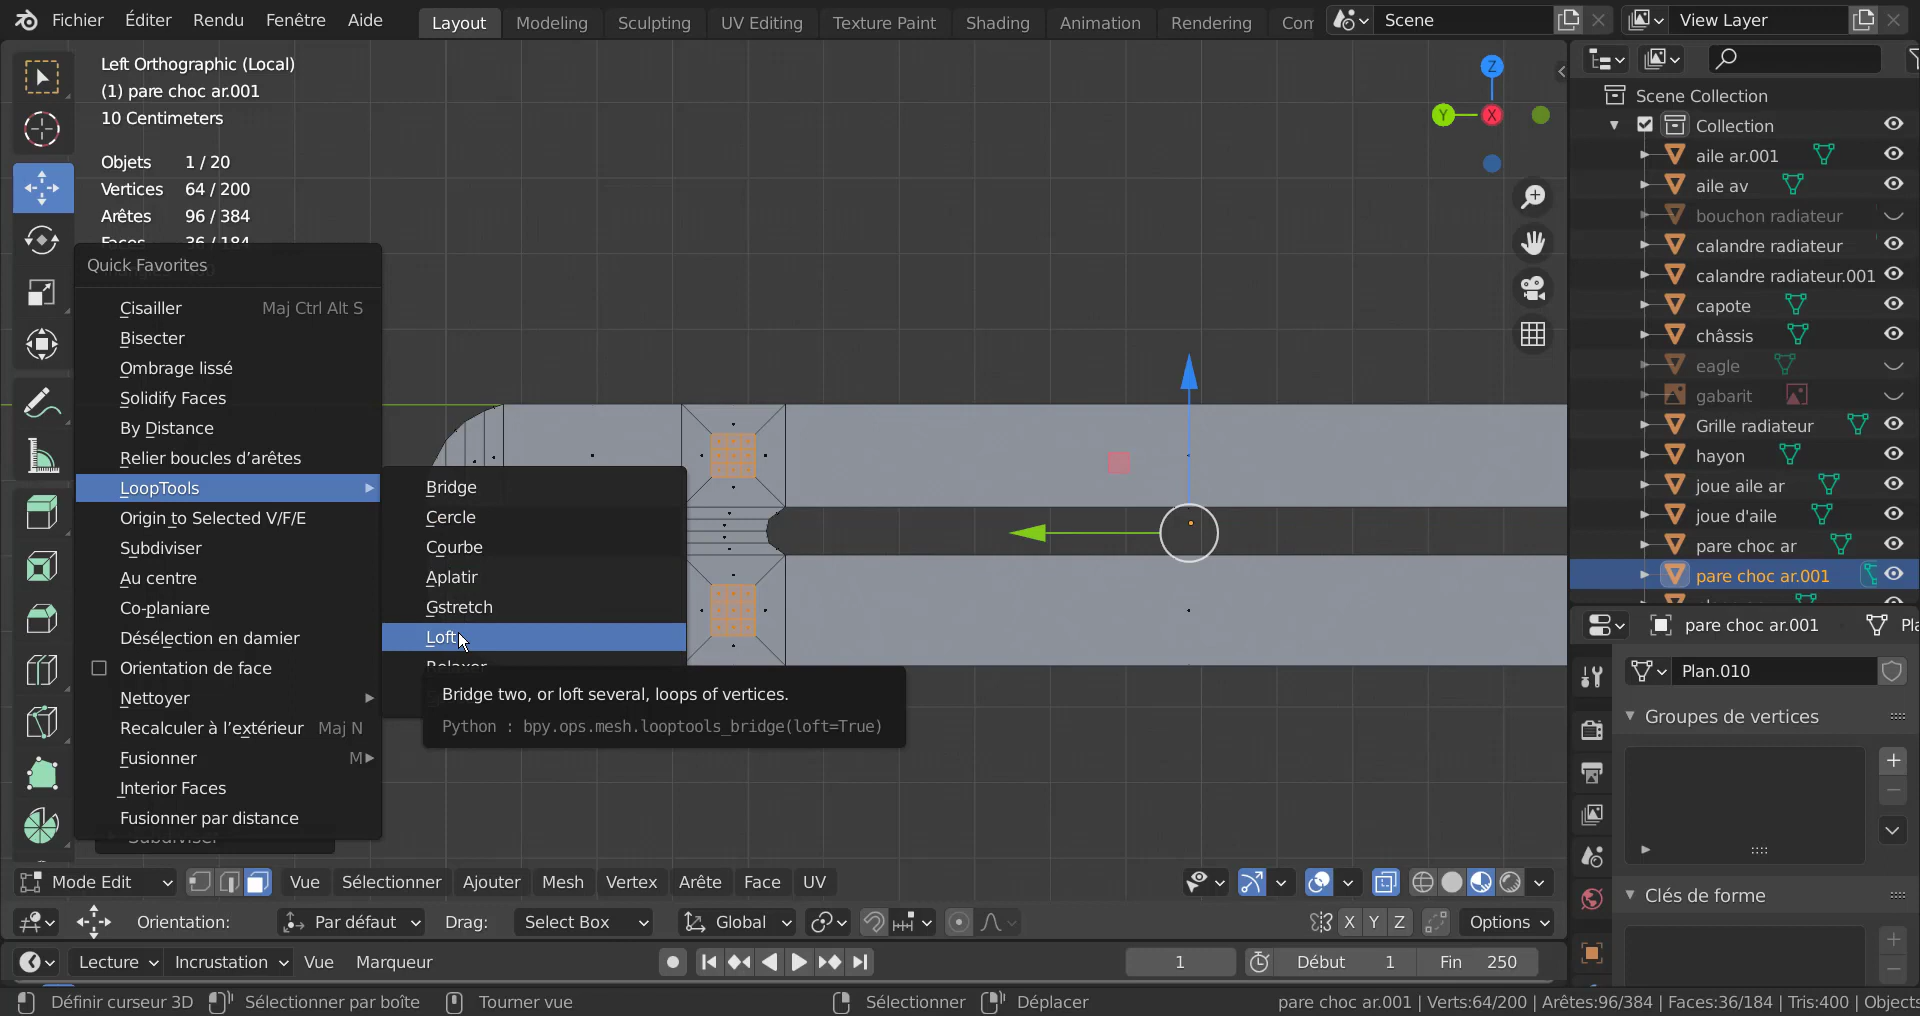 Fichier Éditer Rendu Fenêtre Aide Layout Modeling Sculpting UV Editing Texture Paint Shading Animation Rendering Scene View Layer
Left Orthographic (Local)
(1) pare choc ar.001
10 Centimeters
Objets 1 / 20
Vertices 64 / 200
Arêtes 96 / 384
Faces 36 / 184
Quick Favorites
Cisailler Maj Ctrl Alt S
Bisecter
Ombrage lissé
Solidify Faces
By Distance
Relier boucles d’arêtes
LoopTools
Origin to Selected V/F/E
Subdiviser
Au centre
Co-planiare
Désélection en damier
Orientation de face
Nettoyer
Recalculer à l’extérieur Maj N
Fusionner M
Interior Faces
Fusionner par distance
Subdiviser
Bridge
Cercle
Courbe
Aplatir
Gstretch
Loft
Relaxer
Bridge two, or loft several, loops of vertices.
Python : bpy.ops.mesh.looptools_bridge(loft=True)
Z
Y
X
Scene Collection
Collection
aile ar.001
aile av
bouchon radiateur
calandre radiateur
calandre radiateur.001
capote
châssis
eagle
gabarit
Grille radiateur
hayon
joue aile ar
joue d'aile
pare choc ar
pare choc ar.001
pare choc ar.001
Plan.010
Groupes de vertices
Clés de forme
Mode Edit Vue Sélectionner Ajouter Mesh Vertex Arête Face UV
Orientation: Par défaut Drag: Select Box Global X Y Z Options
Lecture Incrustation Vue Marqueur 1 Début 1 Fin 250
Définir curseur 3D Sélectionner par boîte Tourner vue Sélectionner Déplacer pare choc ar.001 | Verts:64/200 | Arêtes:96/384 | Faces:36/184 | Tris:400 | Objects